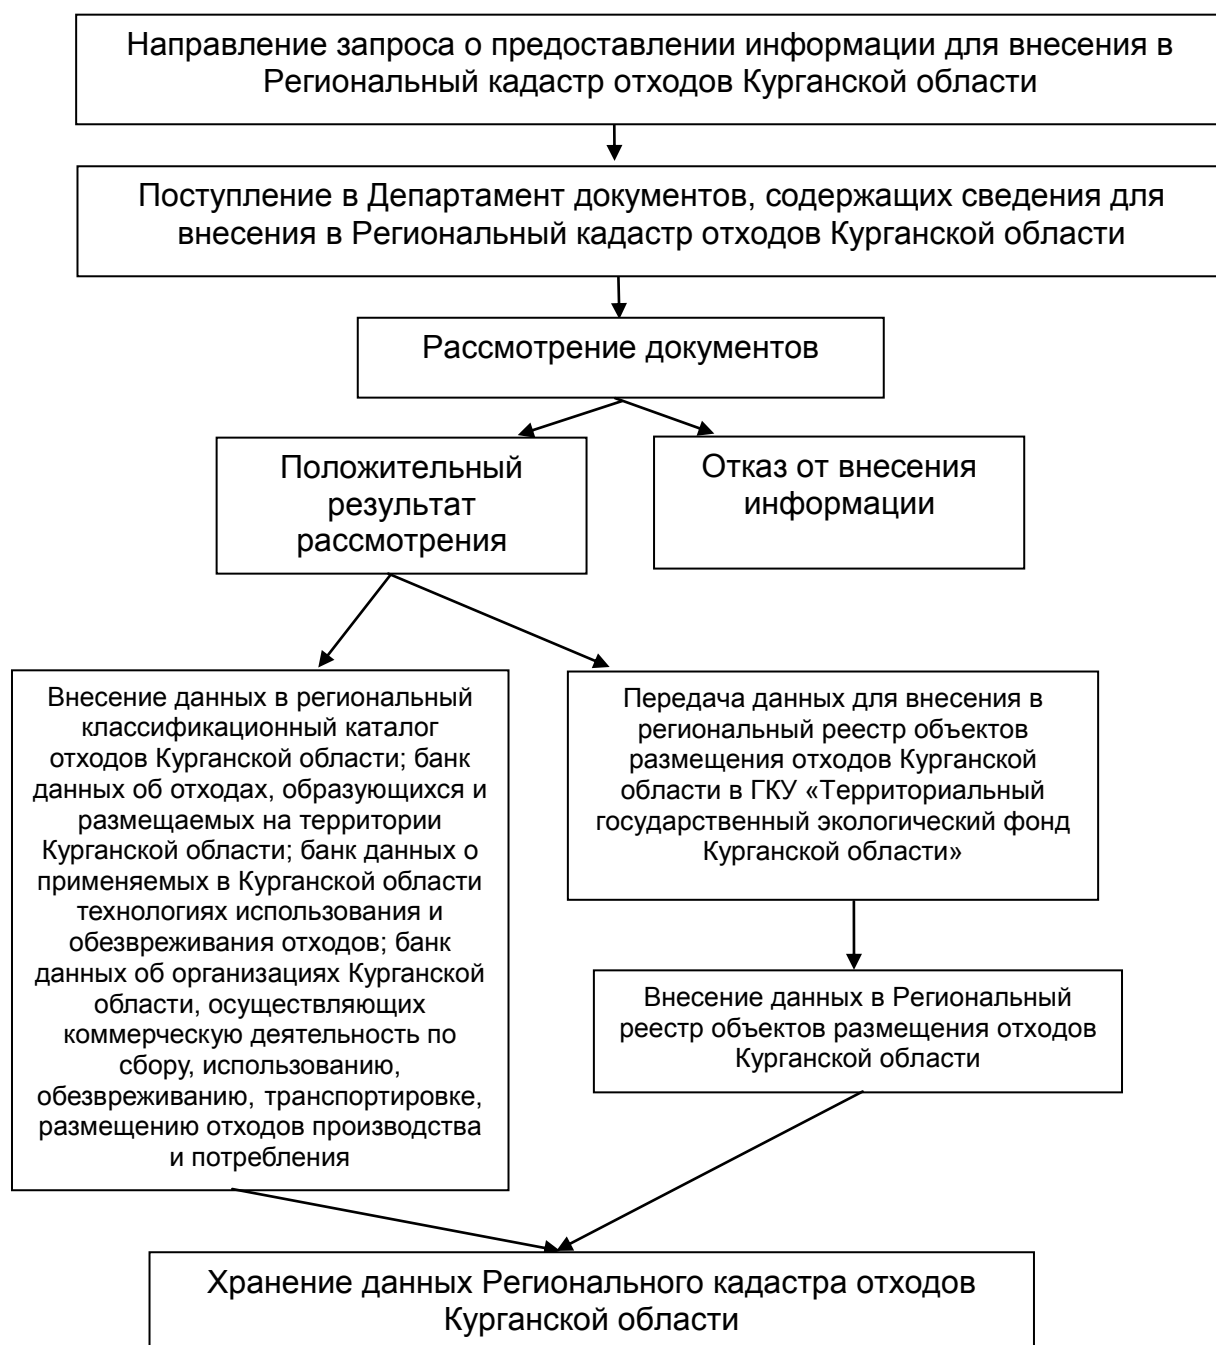 Направление запроса о предоставлении информации для внесения в
Региональный кадастр отходов Курганской области
Поступление в Департамент документов, содержащих сведения для
внесения в Региональный кадастр отходов Курганской области
Рассмотрение документов
Положительный
результат
рассмотрения
Отказ от внесения
информации
Внесение данных в региональный
классификационный каталог
отходов Курганской области; банк
данных об отходах, образующихся и
размещаемых на территории
Курганской области; банк данных о
применяемых в Курганской области
технологиях использования и
обезвреживания отходов; банк
данных об организациях Курганской
области, осуществляющих
коммерческую деятельность по
сбору, использованию,
обезвреживанию, транспортировке,
размещению отходов производства
и потребления
Передача данных для внесения в
региональный реестр объектов
размещения отходов Курганской
области в ГКУ «Территориальный
государственный экологический фонд
Курганской области»
Внесение данных в Региональный
реестр объектов размещения отходов
Курганской области
Хранение данных Регионального кадастра отходов
Курганской области